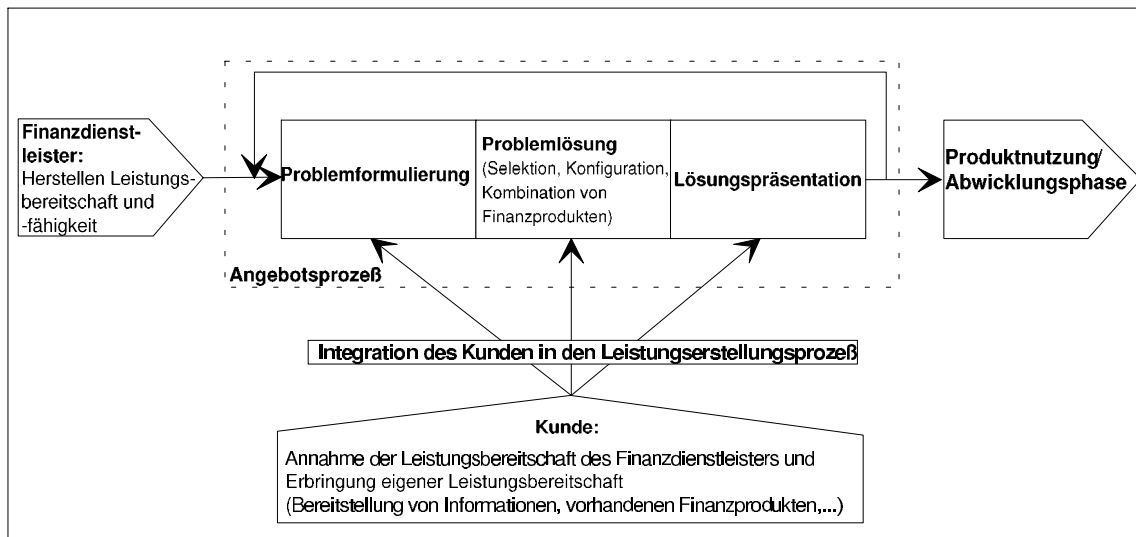 Finanzdienst-
leister:
Herstellen Leistungs-
bereitschaft und
-fähigkeit
Problemformulierung
Problemlösung
(Selektion, Konfiguration,
Kombination von
Finanzprodukten)
Lösungspräsentation
Produktnutzung/
Abwicklungsphase
Angebotsprozeß
Integration des Kunden in den Leistungserstellungsprozeß
Kunde:
Annahme der Leistungsbereitschaft des Finanzdienstleisters und
Erbringung eigener Leistungsbereitschaft
(Bereitstellung von Informationen, vorhandenen Finanzprodukten,...)